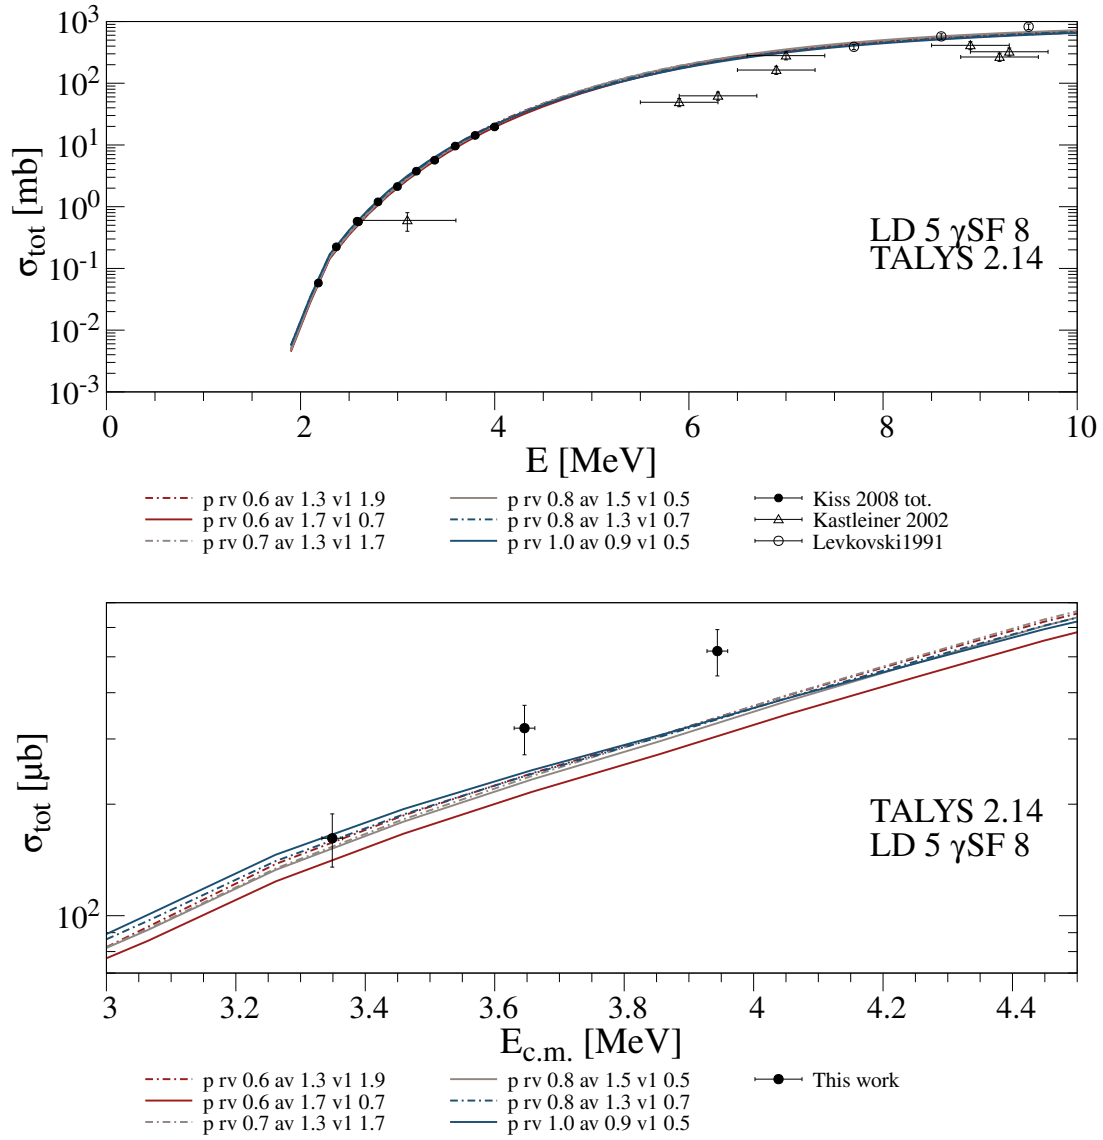 10^3
10^2
10^1
10^0
10^-1
10^-2
10^-3
σ_tot [mb]
LD 5 γSF 8
TALYS 2.14
0 2 4 6 8 10
E [MeV]
p rv 0.6 av 1.3 v1 1.9
p rv 0.6 av 1.7 v1 0.7
p rv 0.7 av 1.3 v1 1.7
p rv 0.8 av 1.5 v1 0.5
p rv 0.8 av 1.3 v1 0.7
p rv 1.0 av 0.9 v1 0.5
Kiss 2008 tot.
Kastleiner 2002
Levkovski1991
σ_tot [μb]
10^2
TALYS 2.14
LD 5 γSF 8
3 3.2 3.4 3.6 3.8 4 4.2 4.4
E_c.m. [MeV]
p rv 0.6 av 1.3 v1 1.9
p rv 0.6 av 1.7 v1 0.7
p rv 0.7 av 1.3 v1 1.7
p rv 0.8 av 1.5 v1 0.5
p rv 0.8 av 1.3 v1 0.7
p rv 1.0 av 0.9 v1 0.5
This work